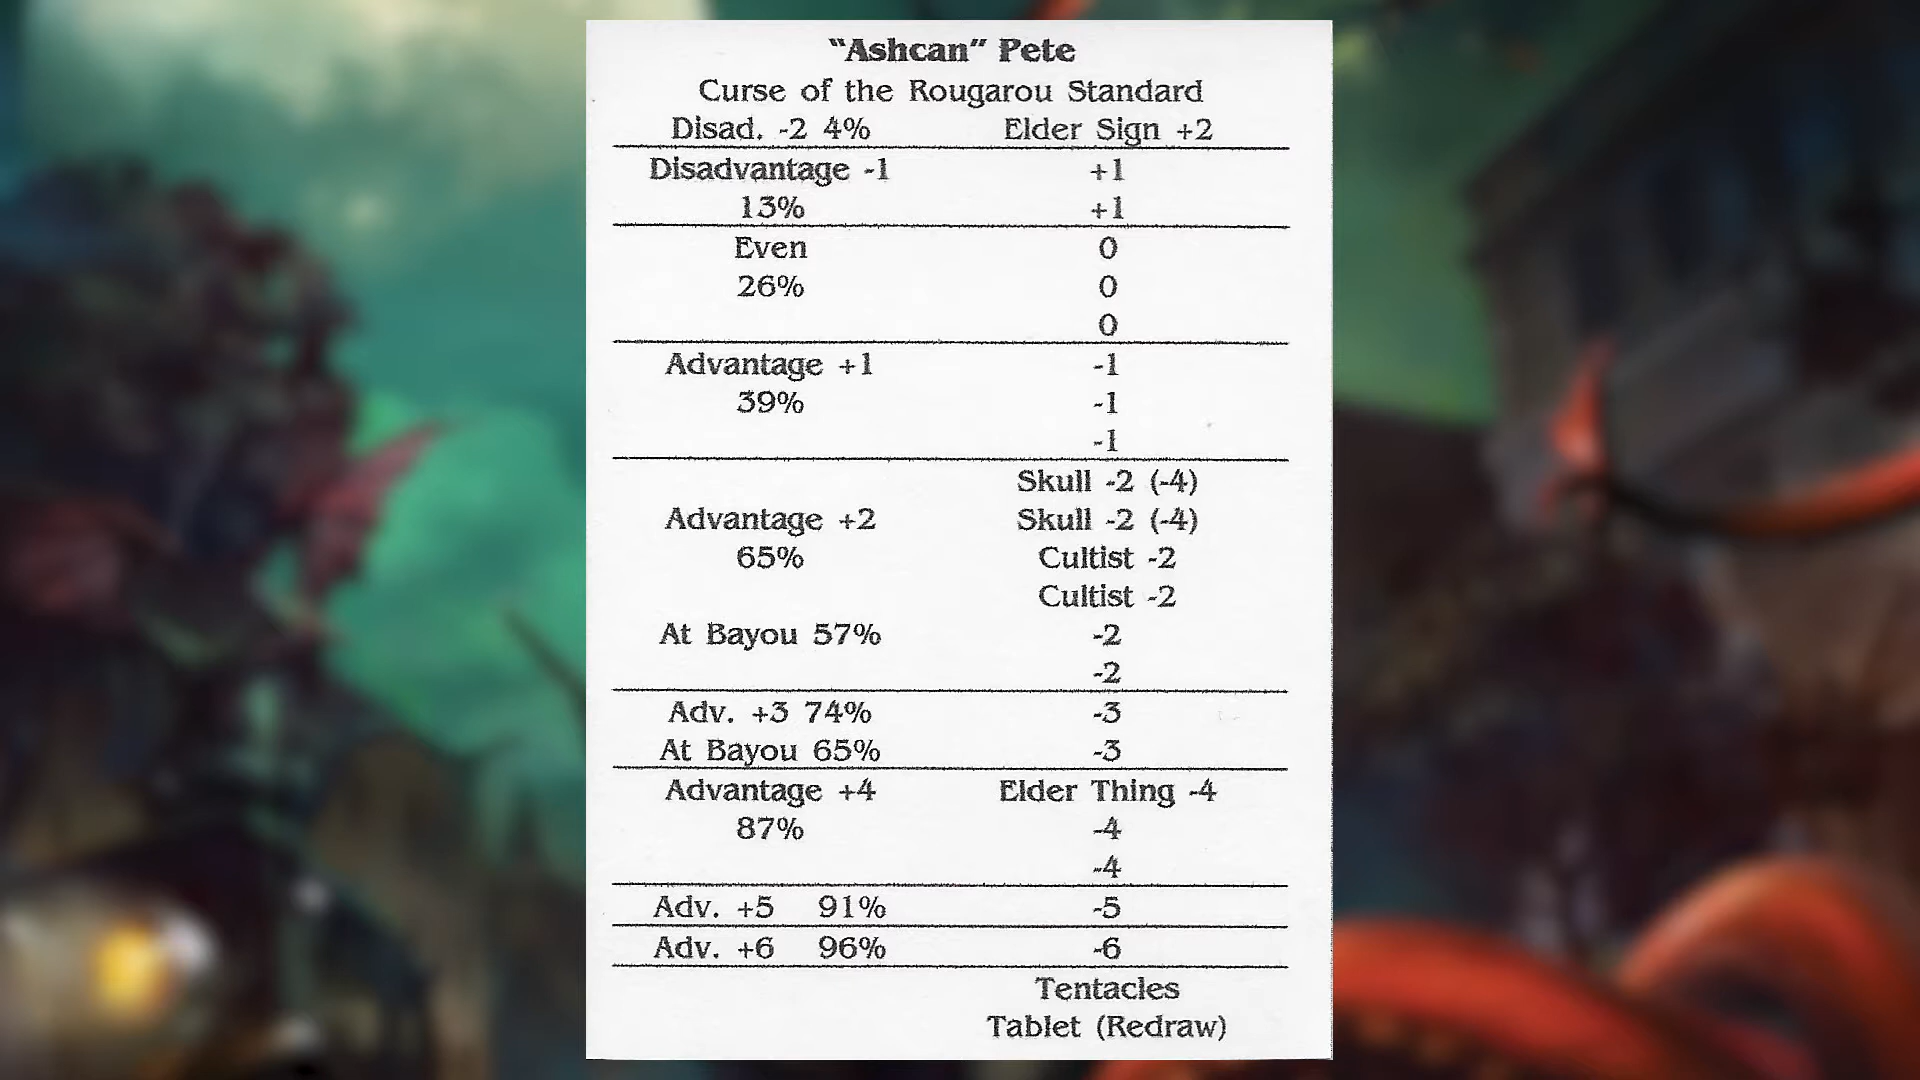 “Ashcan” Pete
Curse of the Rougarou Standard
Disad. -2 4% Elder Sign +2
Disadvantage -1 +1
13% +1
Even 0
26% 0
0
Advantage +1 -1
39% -1
-1
Skull -2 (-4)
Advantage +2 Skull -2 (-4)
65% Cultist -2
Cultist -2
At Bayou 57% -2
-2
Adv. +3 74% -3
At Bayou 65% -3
Advantage +4 Elder Thing -4
87% -4
-4
Adv. +5 91% -5
Adv. +6 96% -6
Tentacles
Tablet (Redraw)